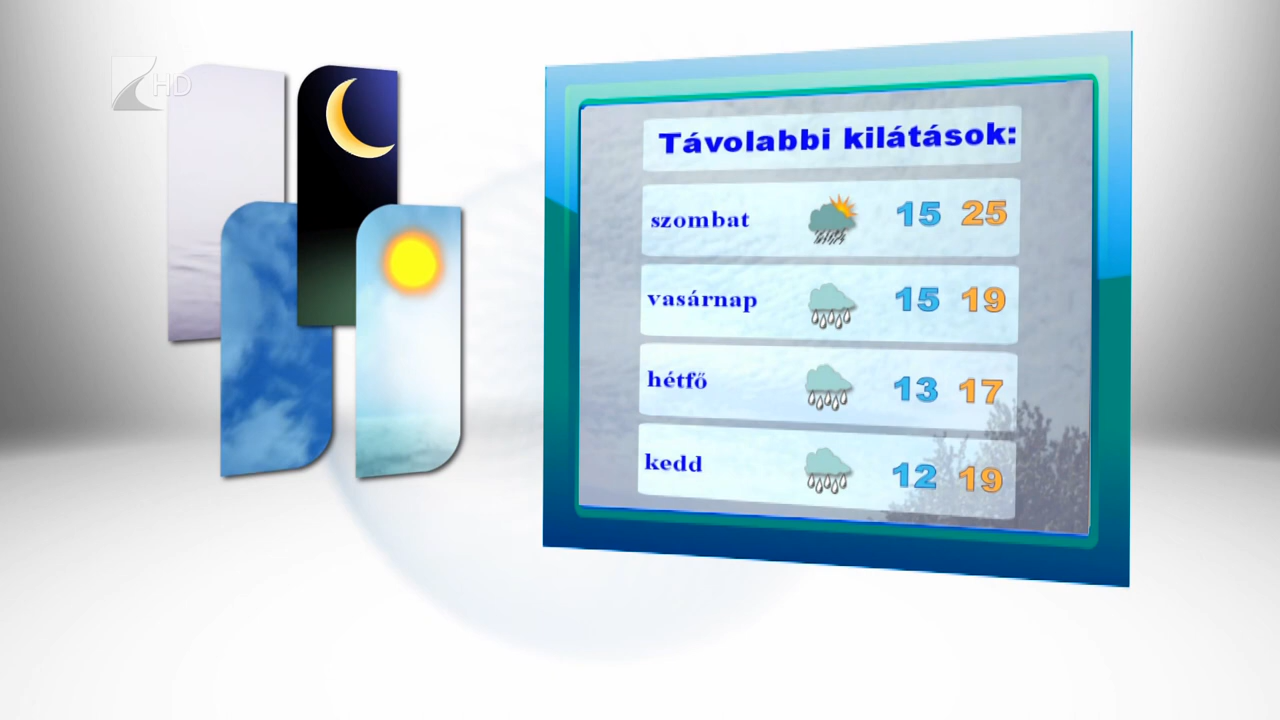 HD
Távolabbi kilátások:
szombat 15 25
vasárnap 15 19
hétfő 13 17
kedd 12 19